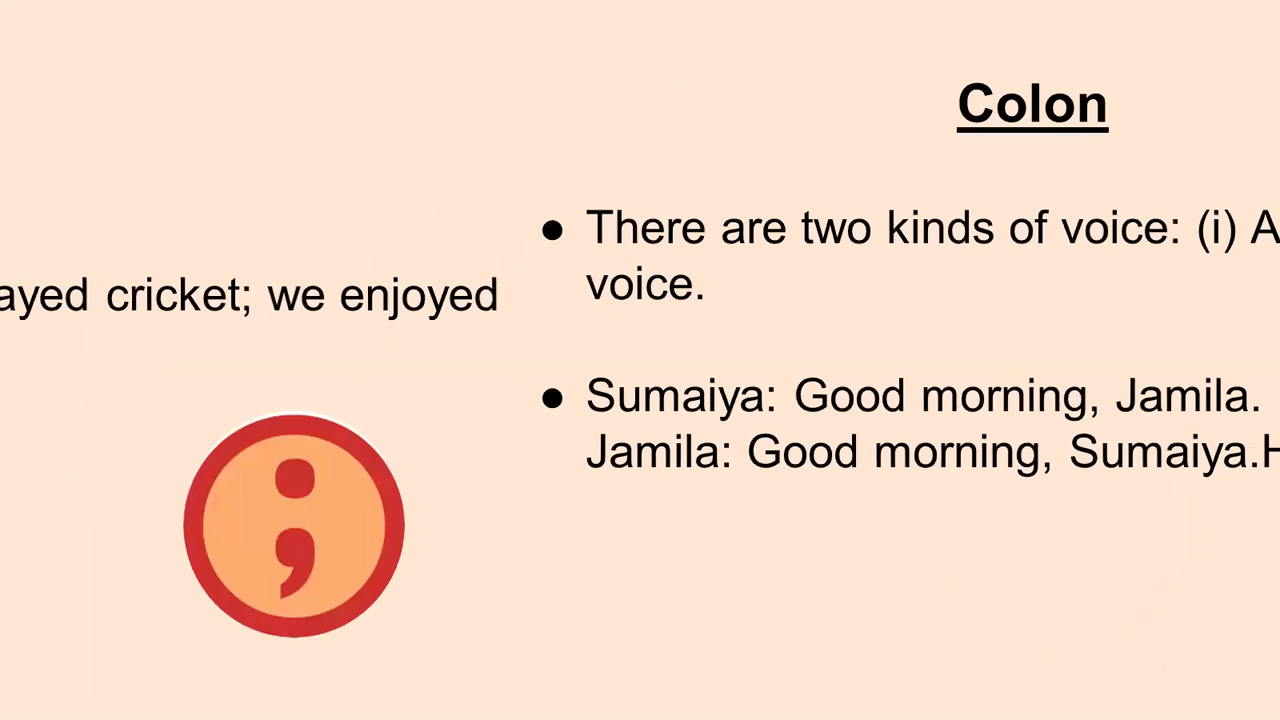 cricket; we enjoyed
Colon
● There are two kinds of voice: (i)
voice.
● Sumaiya: Good morning, Jamila.
Jamila: Good morning, Sumaiya.